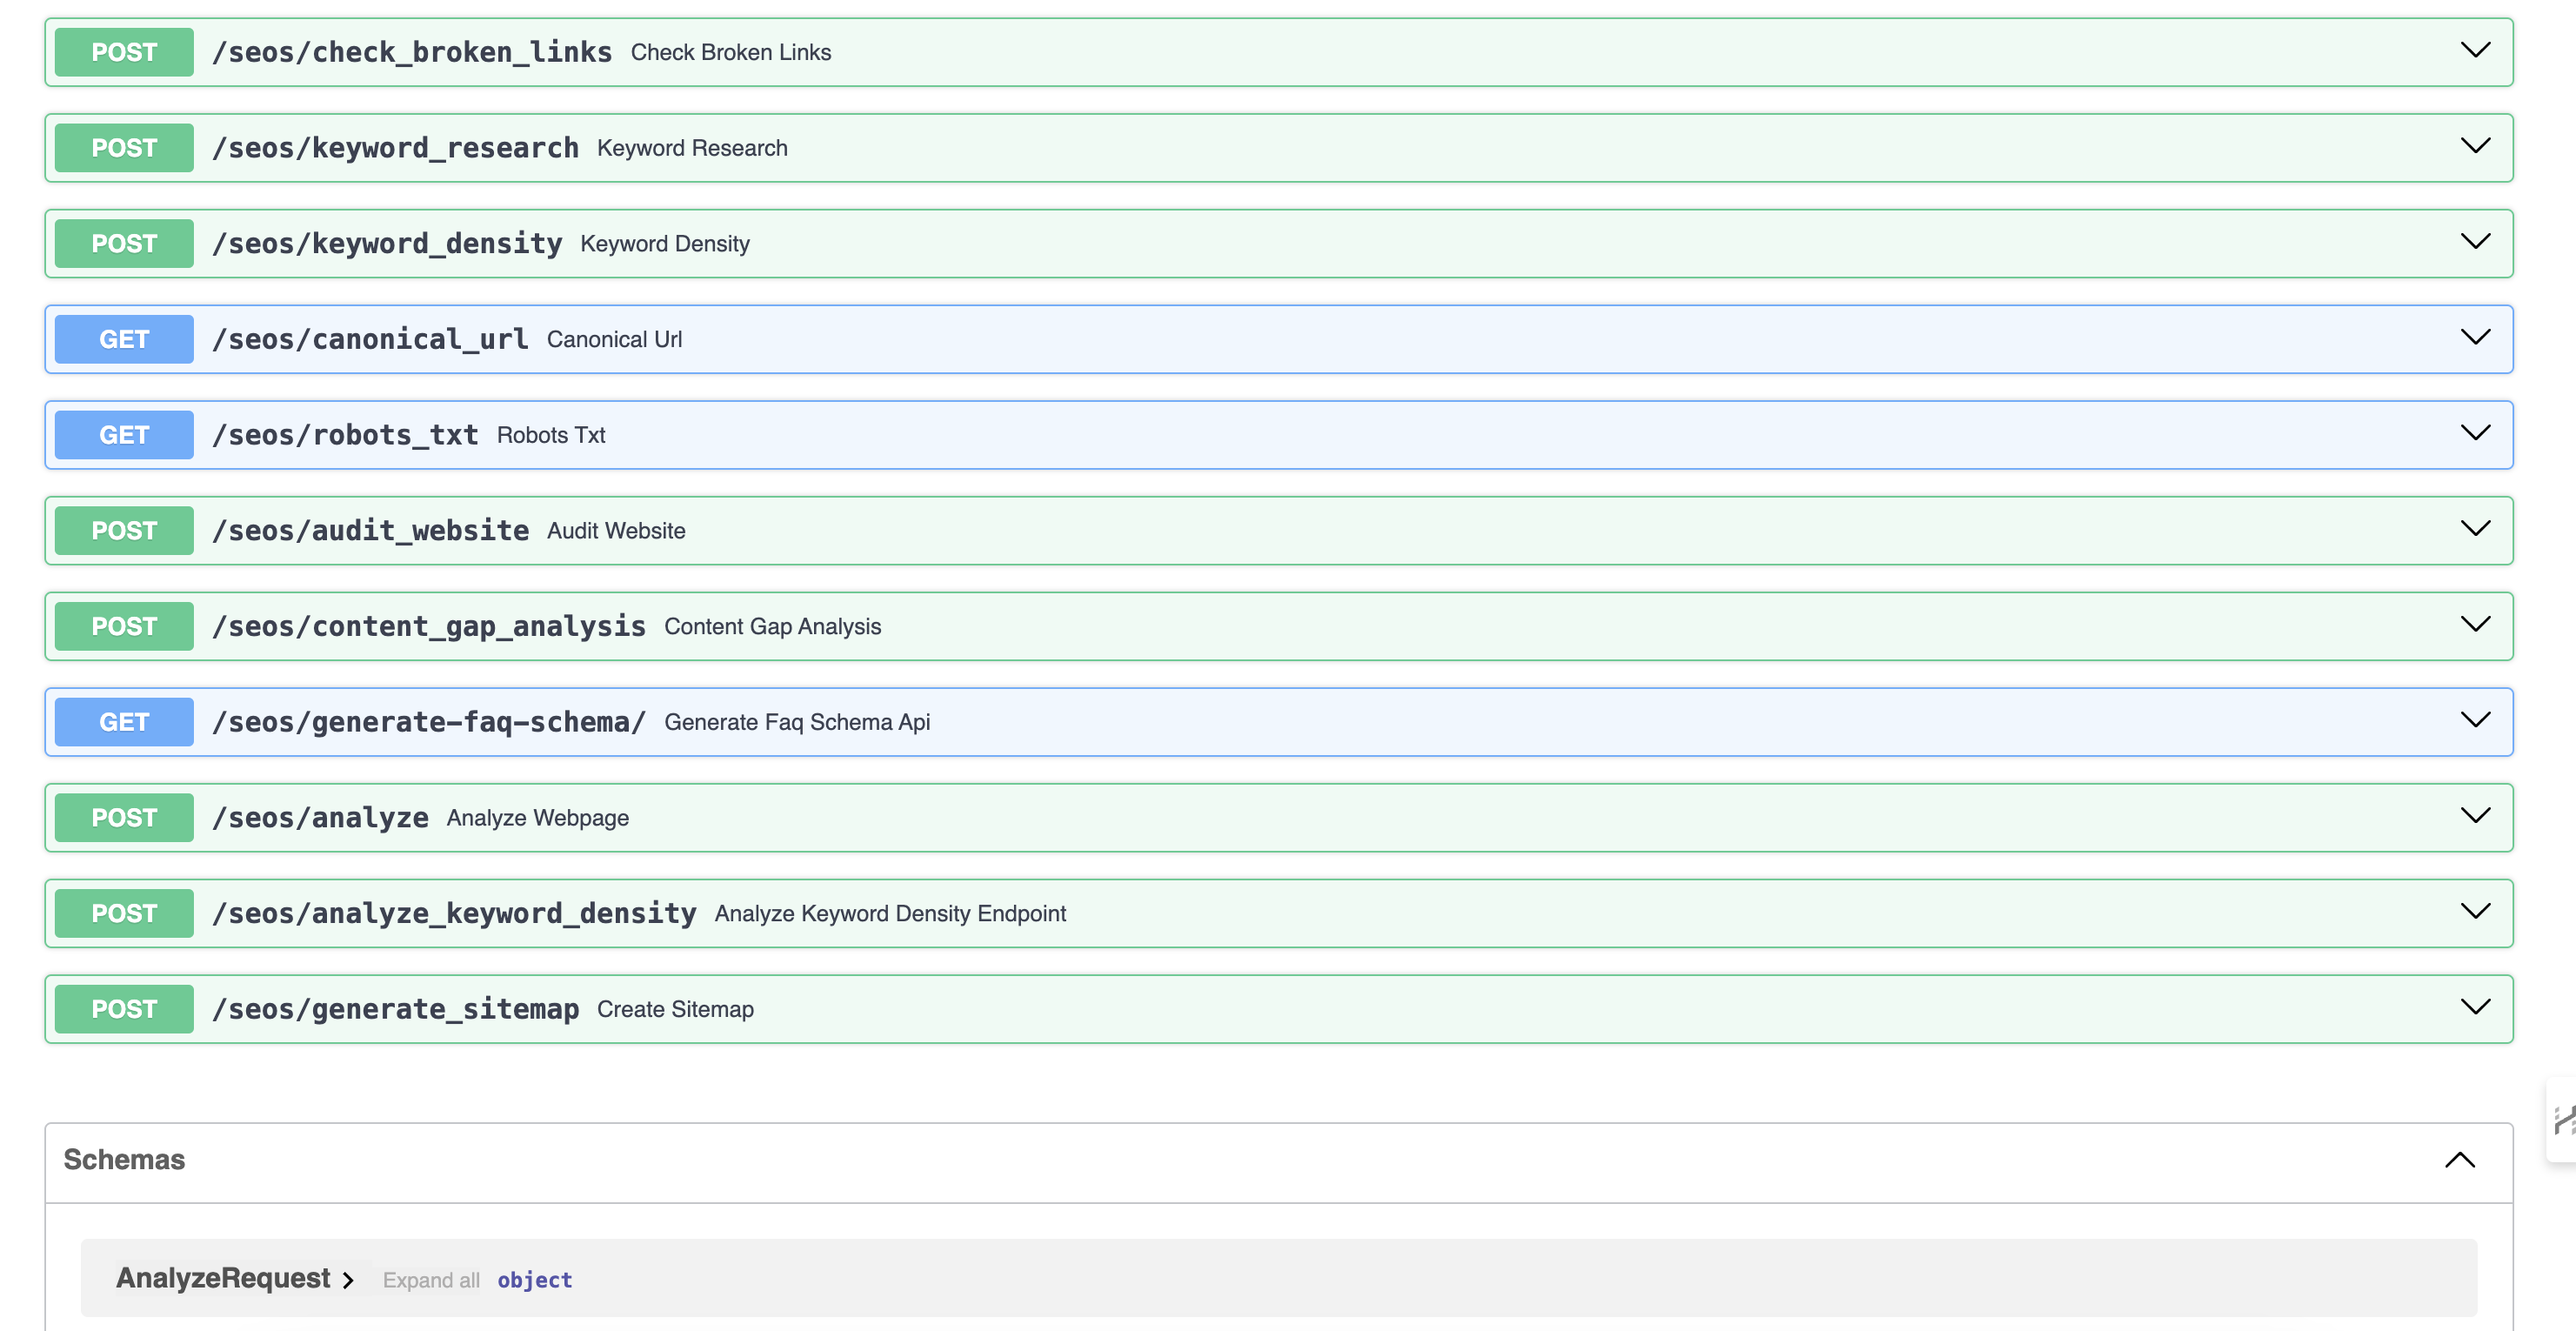 POST /seos/check_broken_links Check Broken Links
POST /seos/keyword_research Keyword Research
POST /seos/keyword_density Keyword Density
GET /seos/canonical_url Canonical Url
GET /seos/robots_txt Robots Txt
POST /seos/audit_website Audit Website
POST /seos/content_gap_analysis Content Gap Analysis
GET /seos/generate-faq-schema/ Generate Faq Schema Api
POST /seos/analyze Analyze Webpage
POST /seos/analyze_keyword_density Analyze Keyword Density Endpoint
POST /seos/generate_sitemap Create Sitemap
Schemas
AnalyzeRequest Expand all object